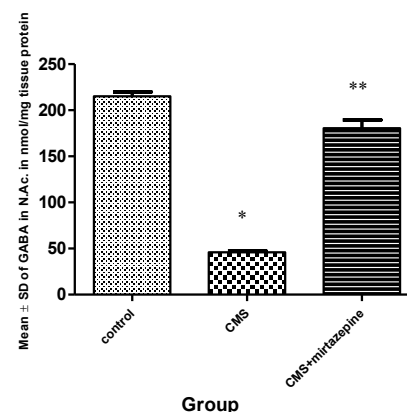 Mean ± SD of GABA in N.Ac. in nmol/mg tissue protein
250
200
150
100
50
0
*
**
control
CMS
CMS+mirtazepine
Group